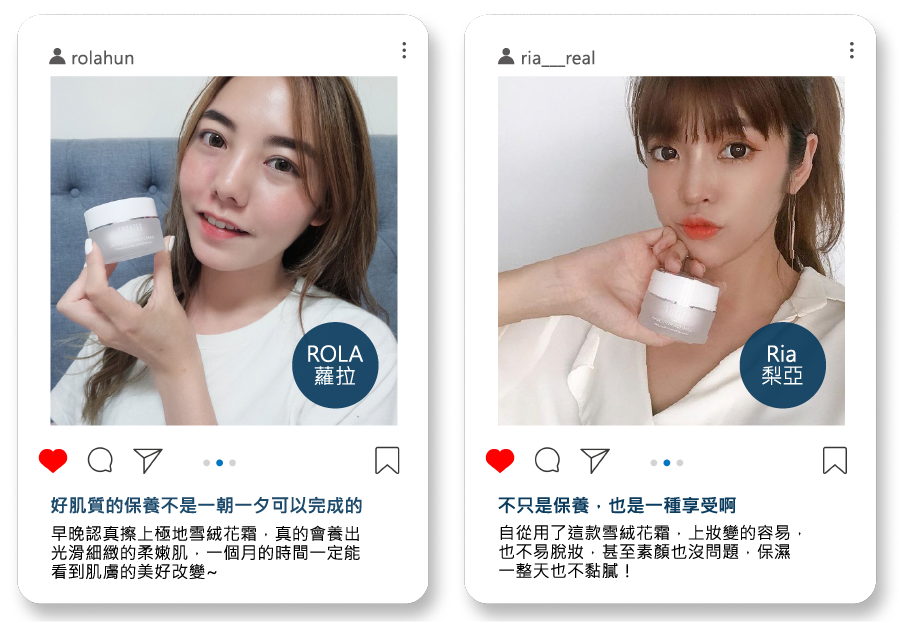 rolahun
ROLA
蘿拉
好肌質的保養不是一朝一夕可以完成的
早晚認真擦上極地雪絨花霜，真的會養出
光滑細緻的柔嫩肌，一個月的時間一定能
看到肌膚的美好改變~
ria___real
Ria
梨亞
不只是保養，也是一種享受啊
自從用了這款雪絨花霜，上妝變的容易，
也不易脫妝，甚至素顏也沒問題，保濕
一整天也不黏膩！